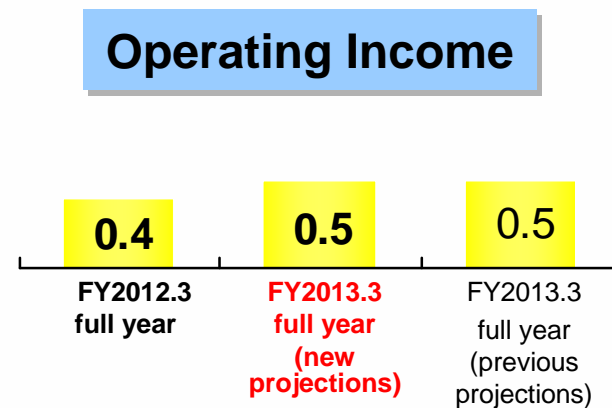 Operating Income
0.4
0.5
0.5
FY2012.3
full year
FY2013.3
full year
(new
projections)
FY2013.3
full year
(previous
projections)